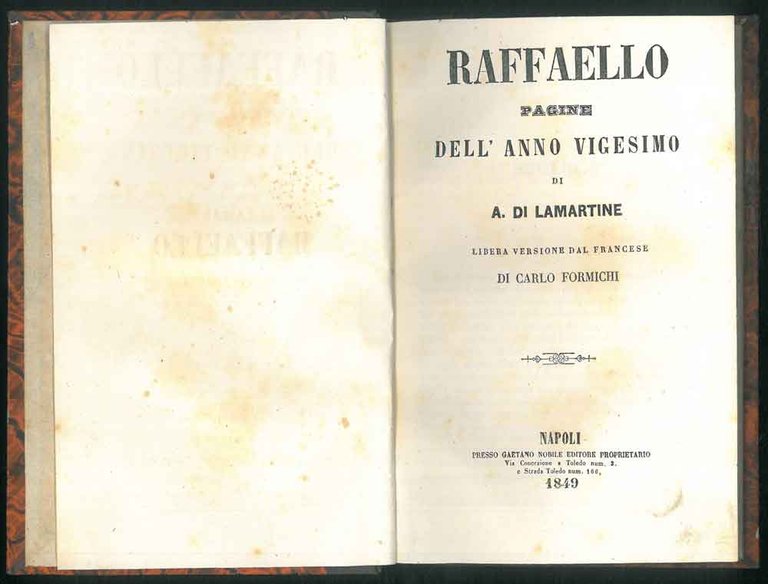 RAFFAELLO
PAGINE
DELL' ANNO VIGESIMO
DI
A. DI LAMARTINE
LIBERA VERSIONE DAL FRANCESE
DI CARLO FORMICHI
NAPOLI
PRESSO GAETANO NOBILE EDITORE PROPRIETARIO
Via Concezione a Toledo num. 3.
e Strada Toledo num. 166,
1849